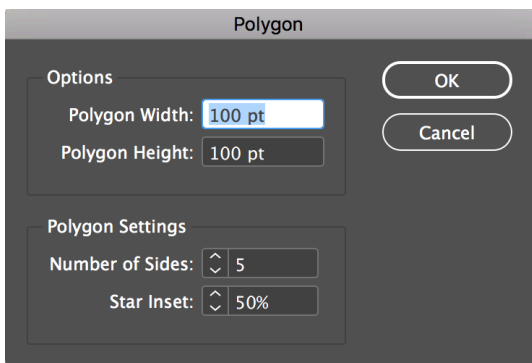 Polygon
Options
Polygon Width: 100 pt
Polygon Height: 100 pt
OK
Cancel
Polygon Settings
Number of Sides: 5
Star Inset: 50%